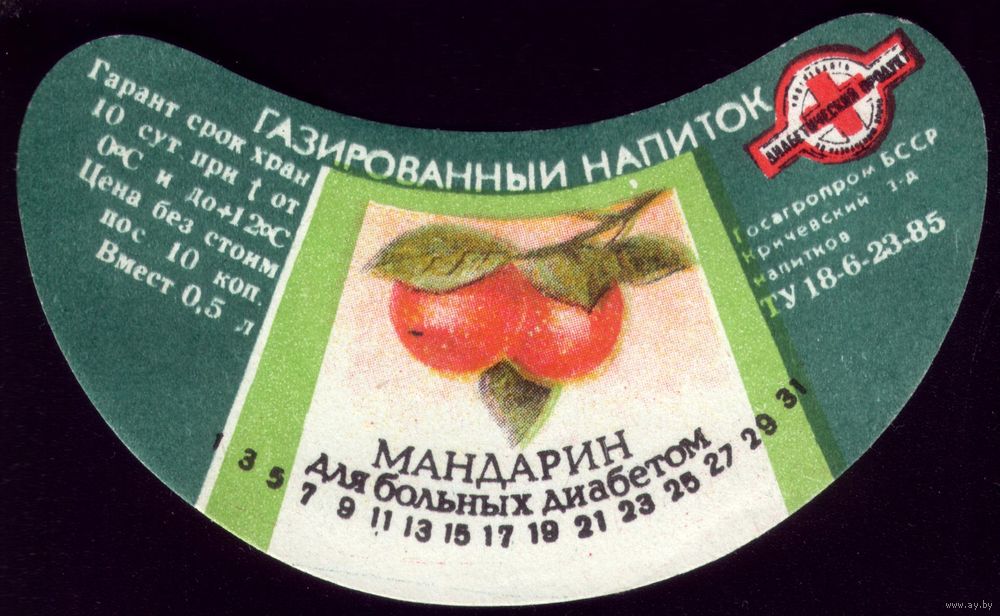 Гарант срок хран
10 сут при t от
0°C и до+12°C
Цена без стоим
пос 10 коп.
Вмест 0,5 л
ГАЗИРОВАННЫЙ НАПИТОК
ДИАБЕТИЧЕСКИЙ ПРОДУКТ
Госагропром БССР
Кричевский з-д
напитков
ТУ 18-6-23-85
МАНДАРИН
для больных диабетом
1 3 5 7 9 11 13 15 17 19 21 23 25 27 29 31
www.ay.by